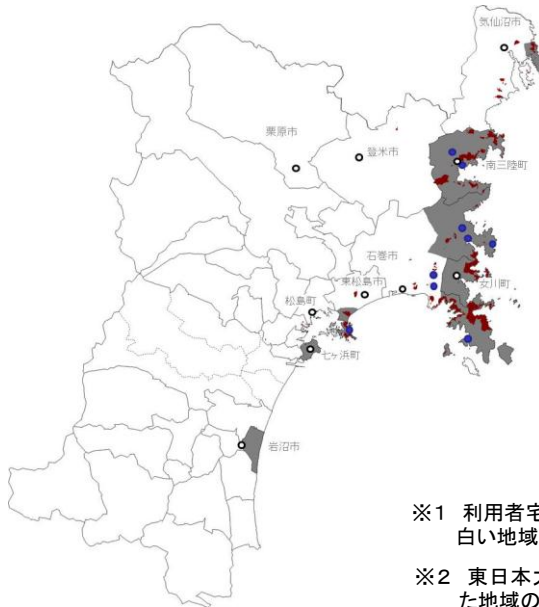 気仙沼市
栗原市
登米市
南三陸町
石巻市
東松島市
女川町
松島町
七ヶ浜町
岩沼市
※1 利用者宅
白い地域
※2 東日本大
た地域の